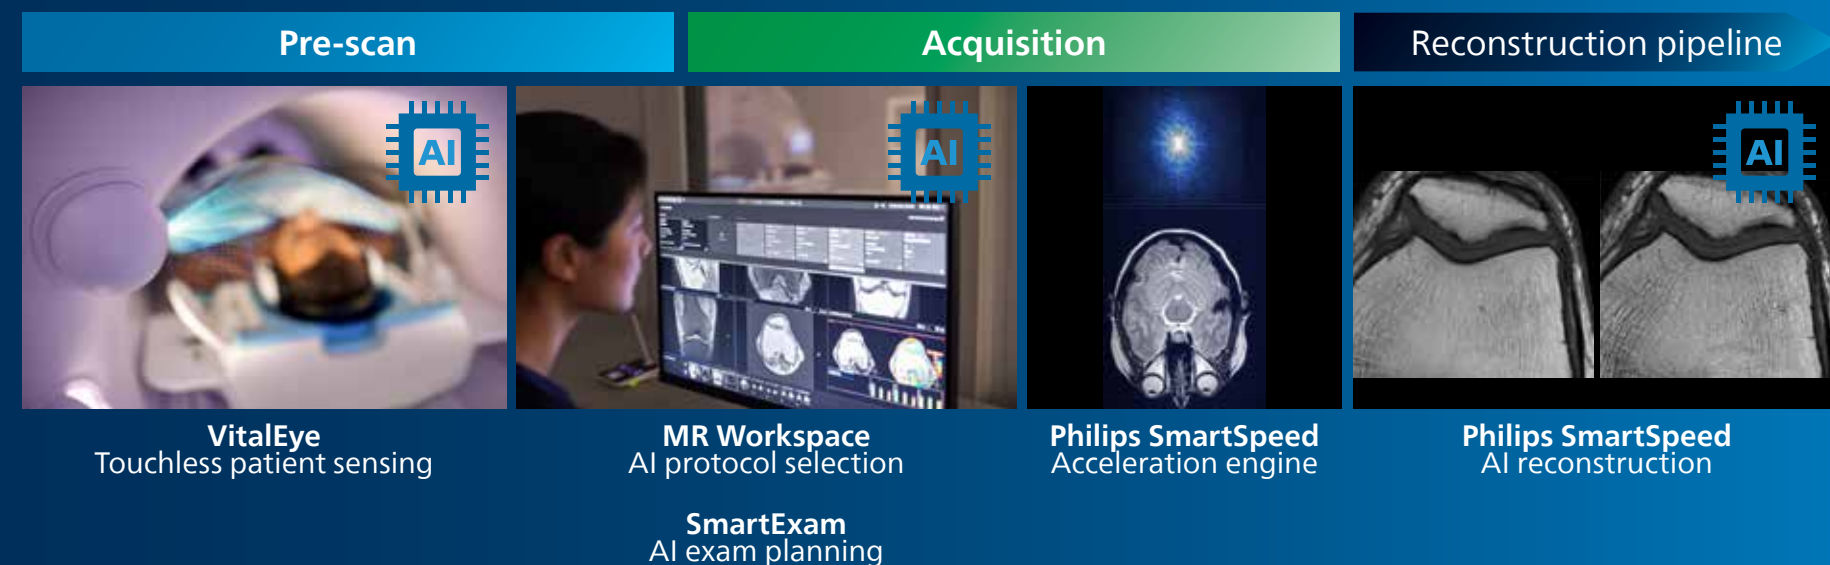 Pre-scan
Acquisition
Reconstruction pipeline
AI
AI
AI
VitalEye
Touchless patient sensing
MR Workspace
AI protocol selection
SmartExam
AI exam planning
Philips SmartSpeed
Acceleration engine
Philips SmartSpeed
AI reconstruction